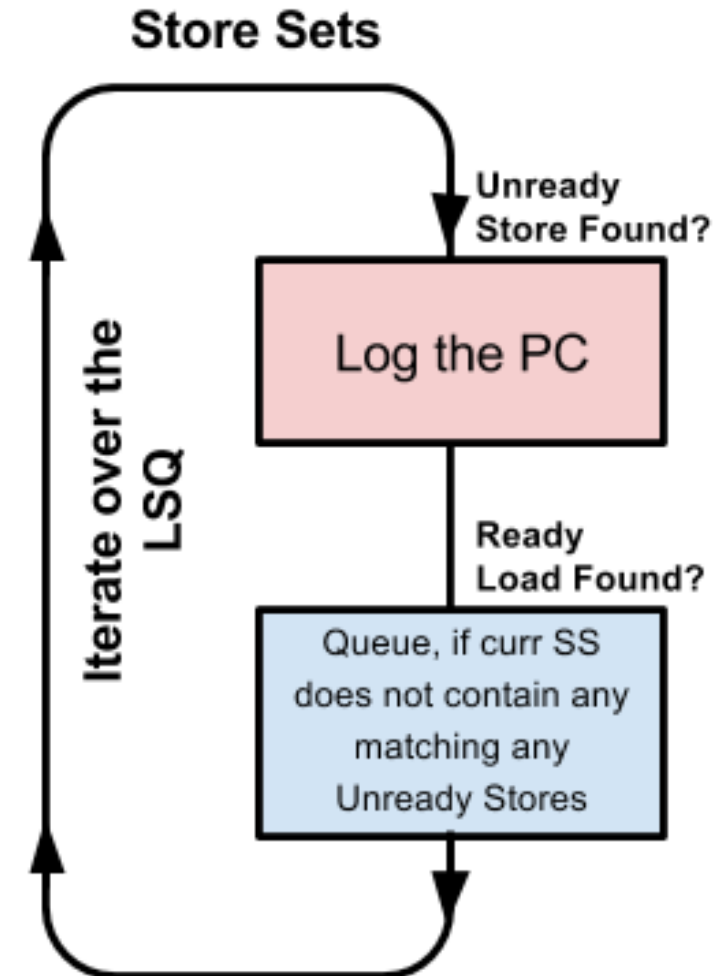 Store Sets
Unready
Store Found?
Log the PC
Iterate over the
LSQ
Ready
Load Found?
Queue, if curr SS
does not contain any
matching any
Unready Stores